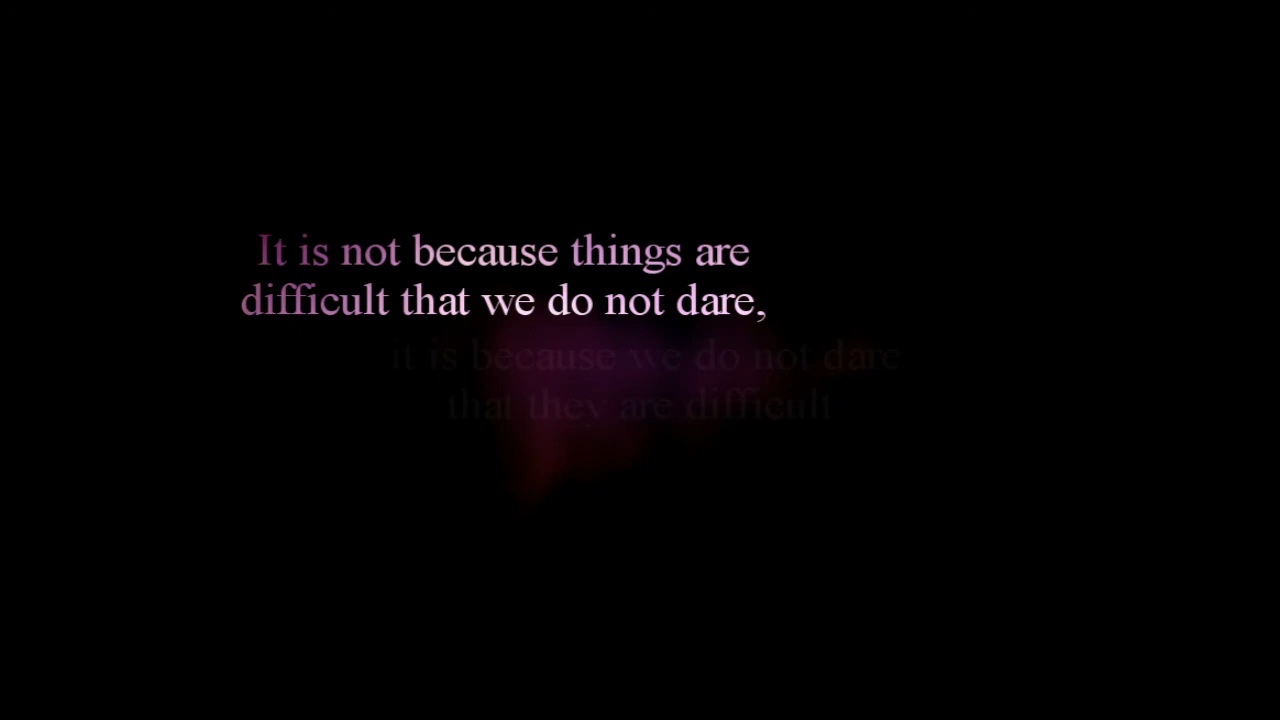 It is not because things are
difficult that we do not dare,
it is because we do not dare
that they are difficult